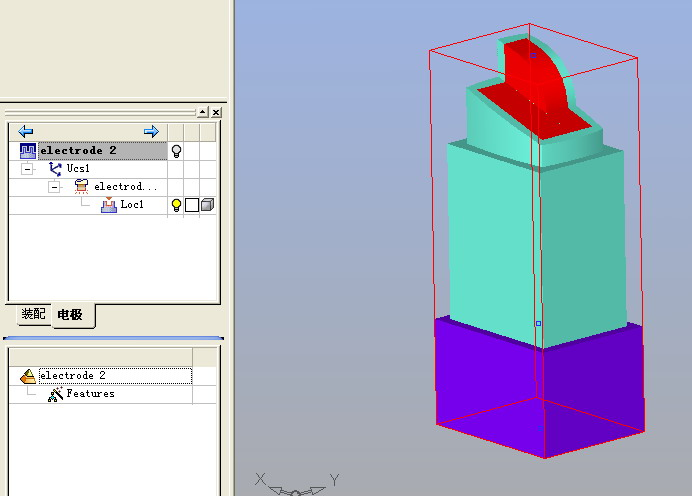 electrode 2
Ucs1
electrod...
Loc1
装配 电极
electrode 2
Features
X Y